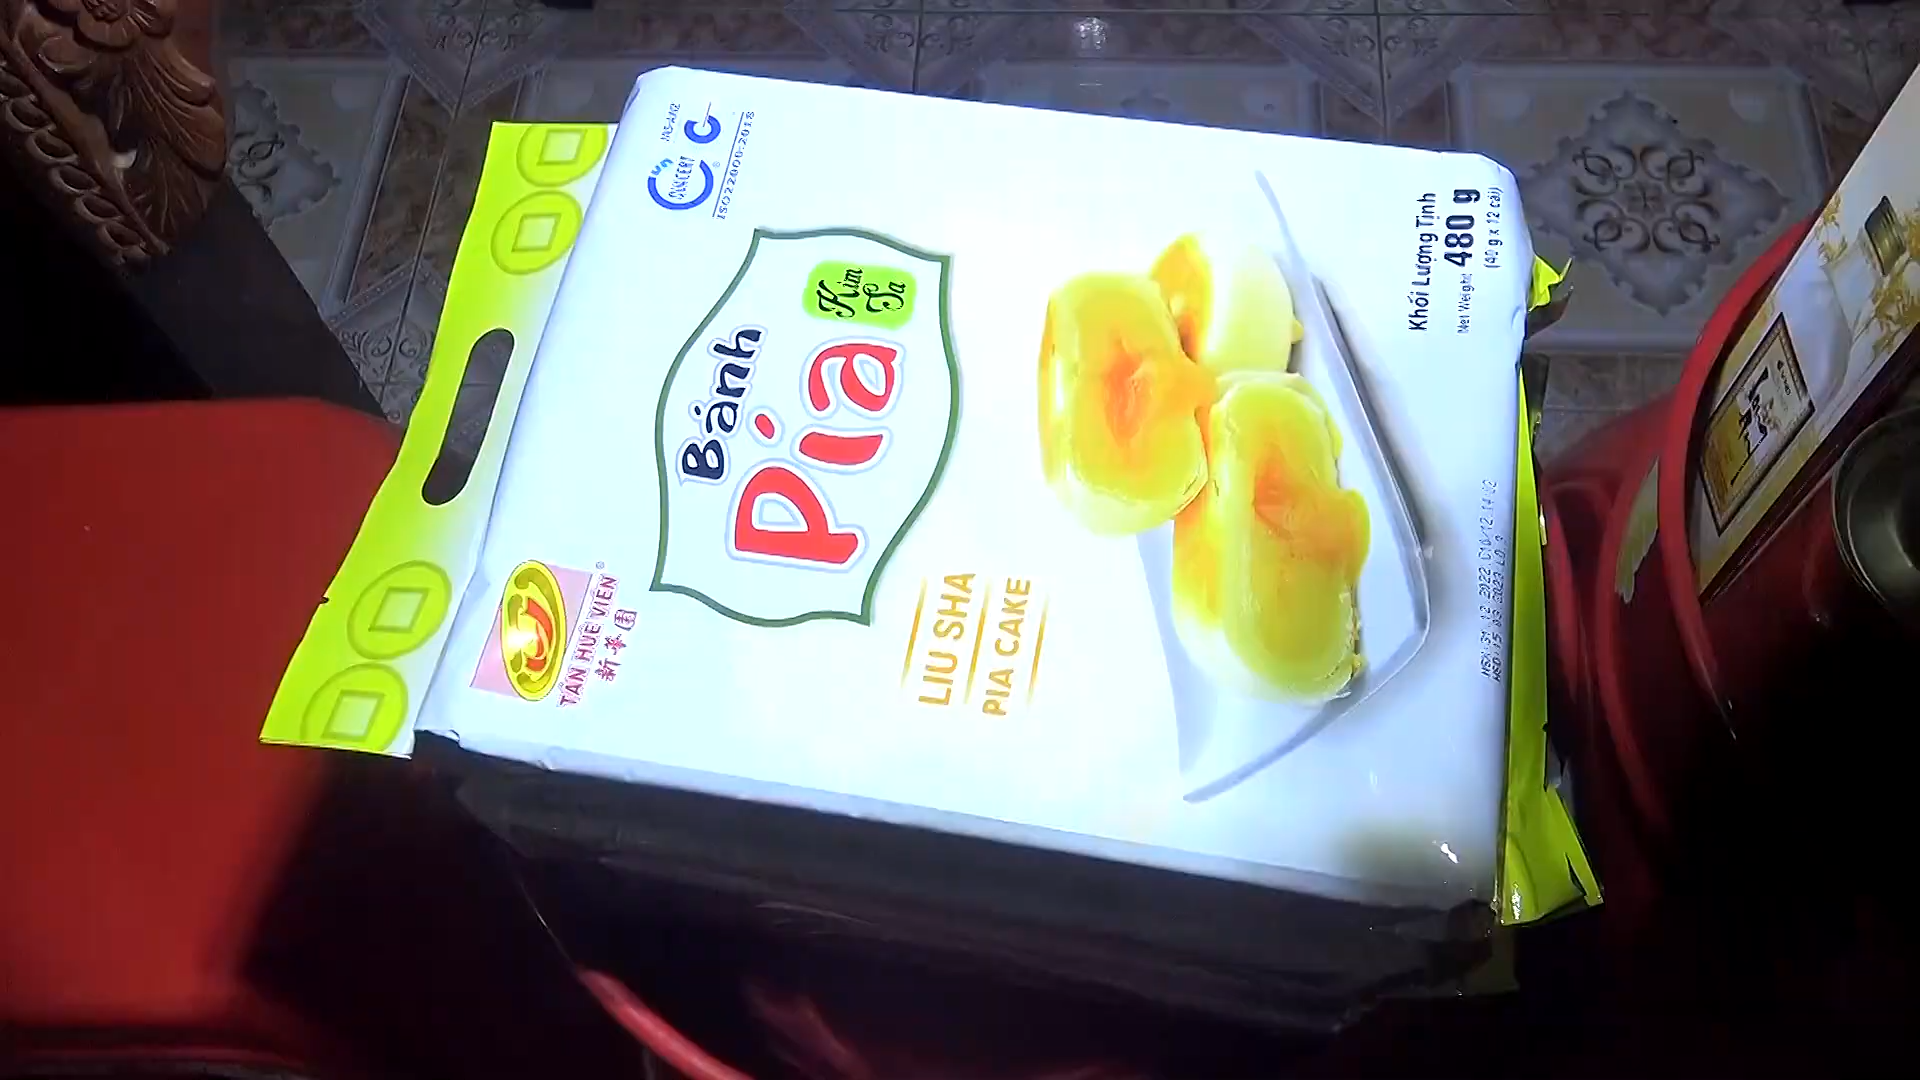 ISO22000:2018
TÂN HUÊ VIÊN®
新華園
Bánh
pía
Kim
Sa
LIU SHA
PIA CAKE
Khối Lượng Tịnh
Net Weight 480 g
(40 g x 12 cái)